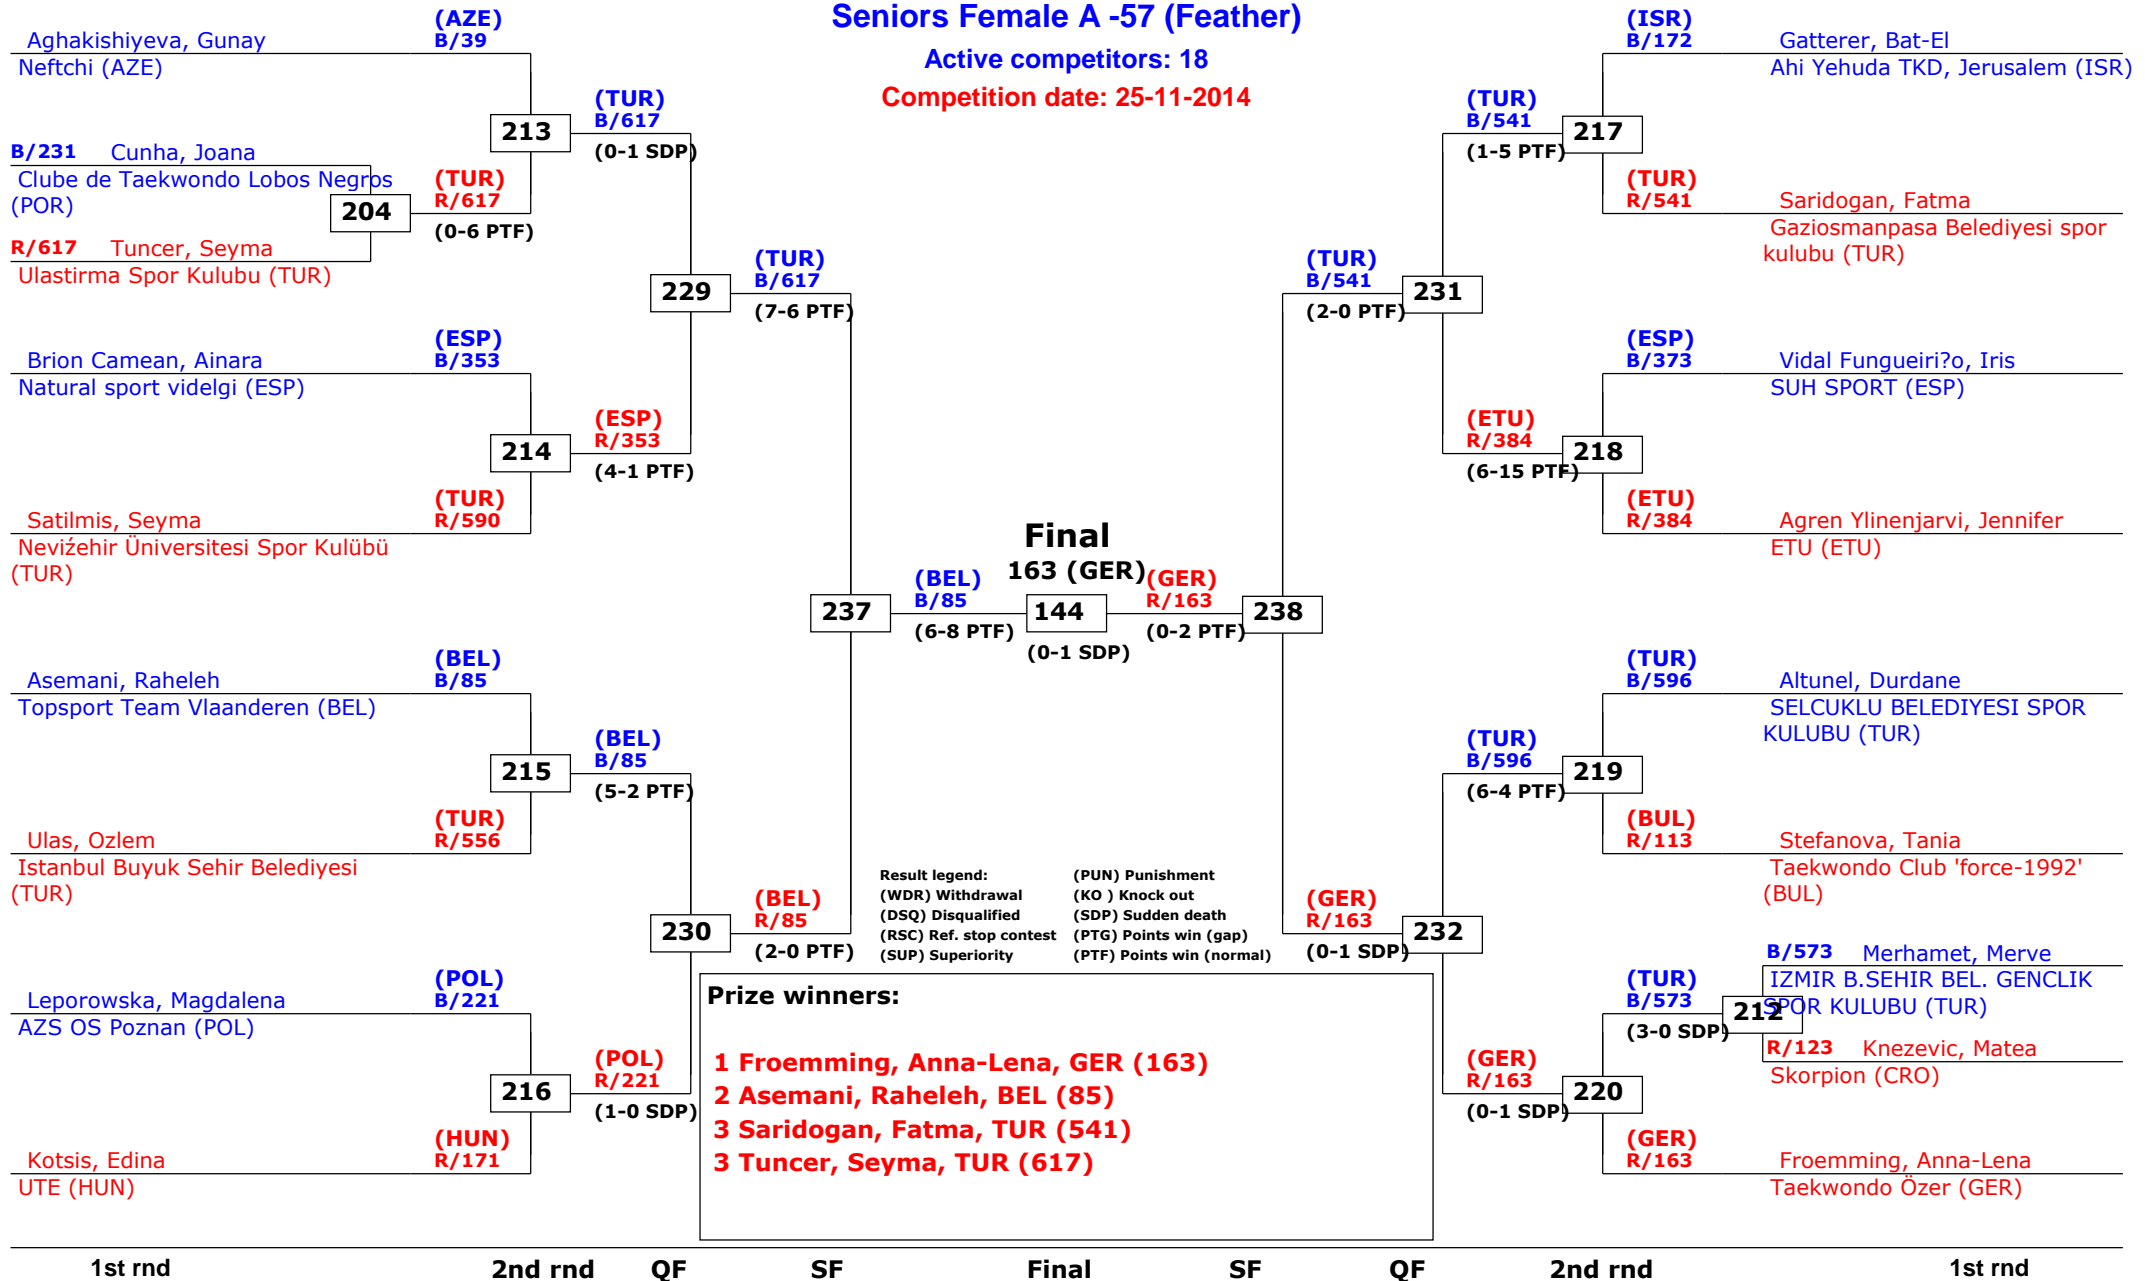 Seniors Female A -57 (Feather)
Active competitors: 18
Competition date: 25-11-2014
(AZE)
Aghakishiyeva, Gunay B/39
Neftchi (AZE)
213
(TUR)
B/617
(0-1 SDP)
B/231 Cunha, Joana
Clube de Taekwondo Lobos Negros
(POR)
204
(TUR)
R/617
(0-6 PTF)
R/617 Tuncer, Seyma
Ulastirma Spor Kulubu (TUR)
229
(TUR)
B/617
(7-6 PTF)
(ESP)
Brion Camean, Ainara B/353
Natural sport videlgi (ESP)
214
(ESP)
R/353
(4-1 PTF)
(TUR)
Satilmis, Seyma R/590
Neviźehir Üniversitesi Spor Kulübü
(TUR)
237
(BEL)
B/85
(6-8 PTF)
(BEL)
Asemani, Raheleh B/85
Topsport Team Vlaanderen (BEL)
215
(BEL)
B/85
(5-2 PTF)
(TUR)
Ulas, Ozlem R/556
Istanbul Buyuk Sehir Belediyesi
(TUR)
230
(BEL)
R/85
(2-0 PTF)
(POL)
Leporowska, Magdalena B/221
AZS OS Poznan (POL)
216
(POL)
R/221
(1-0 SDP)
(HUN)
Kotsis, Edina R/171
UTE (HUN)
Final
163 (GER)
144
(0-1 SDP)
(GER)
R/163
(0-2 PTF)
238
(ISR)
B/172 Gatterer, Bat-El
Ahi Yehuda TKD, Jerusalem (ISR)
(TUR)
B/541
(1-5 PTF)
217
(TUR)
R/541 Saridogan, Fatma
Gaziosmanpasa Belediyesi spor
kulubu (TUR)
(TUR)
B/541
(2-0 PTF)
231
(ESP)
B/373 Vidal Fungueiri?o, Iris
SUH SPORT (ESP)
(ETU)
R/384
(6-15 PTF)
218
(ETU)
R/384 Agren Ylinenjarvi, Jennifer
ETU (ETU)
(TUR)
B/596 Altunel, Durdane
SELCUKLU BELEDIYESI SPOR
KULUBU (TUR)
(TUR)
B/596
(6-4 PTF)
219
(BUL)
R/113 Stefanova, Tania
Taekwondo Club 'force-1992'
(BUL)
(GER)
R/163
(0-1 SDP)
232
B/573 Merhamet, Merve
IZMIR B.SEHIR BEL. GENCLIK
SPOR KULUBU (TUR)
(TUR)
B/573
(3-0 SDP)
212
R/123 Knezevic, Matea
Skorpion (CRO)
(GER)
R/163
(0-1 SDP)
220
(GER)
R/163 Froemming, Anna-Lena
Taekwondo Özer (GER)
Result legend: (PUN) Punishment
(WDR) Withdrawal (KO ) Knock out
(DSQ) Disqualified (SDP) Sudden death
(RSC) Ref. stop contest (PTG) Points win (gap)
(SUP) Superiority (PTF) Points win (normal)
Prize winners:
1 Froemming, Anna-Lena, GER (163)
2 Asemani, Raheleh, BEL (85)
3 Saridogan, Fatma, TUR (541)
3 Tuncer, Seyma, TUR (617)
1st rnd 2nd rnd QF SF Final SF QF 2nd rnd 1st rnd